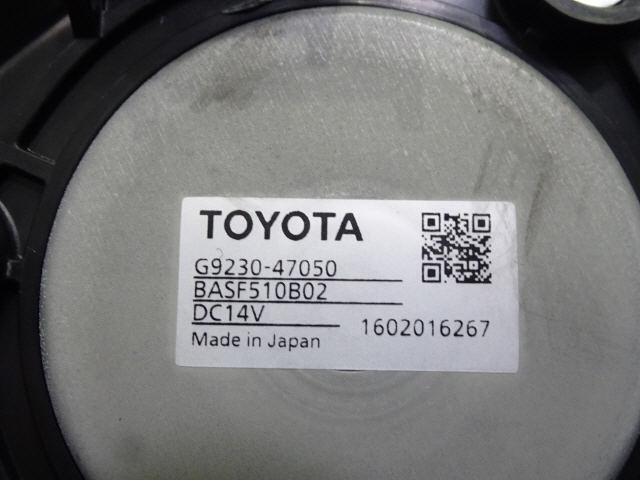 TOYOTA
G9230-47050
BASF510B02
DC14V
1602016267
Made in Japan